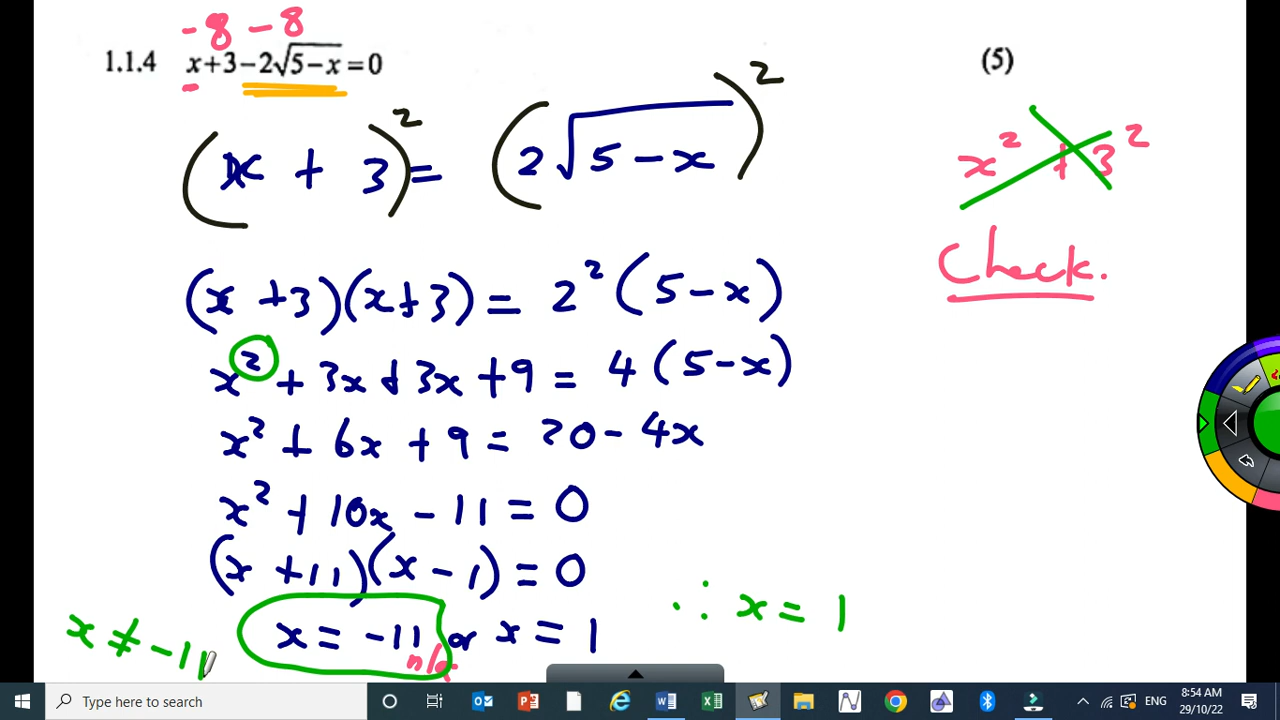 - 8 - 8
1.1.4 x+3−2√5−x=0 (5)
(x + 3)² = (2√5 − x)²
x² + 3²
Check.
(x +3)(x+3) = 2²(5−x)
x² + 3x + 3x + 9 = 4(5−x)
x² + 6x + 9 = 20 − 4x
x² + 10x − 11 = 0
(x +11)(x − 1) = 0
x = −11 or x = 1
n/a
∴ x = 1
x ≠ −11
Type here to search
ENG
8:54 AM
29/10/22